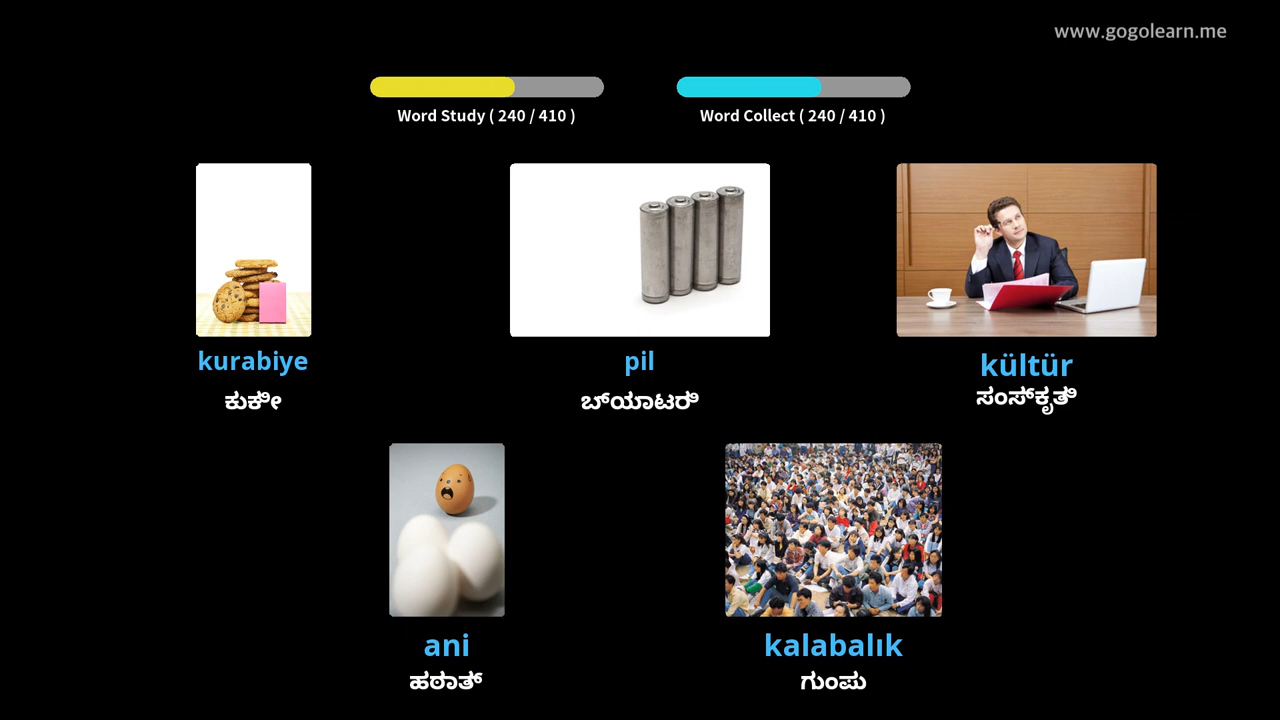 www.gogolearn.me
Word Study ( 240 / 410 )
Word Collect ( 240 / 410 )
kurabiye
ಕುಕೀ
pil
ಬ್ಯಾಟರಿ
kültür
ಸಂಸ್ಕೃತಿ
ani
ಹಠಾತ್
kalabalık
ಗುಂಪು